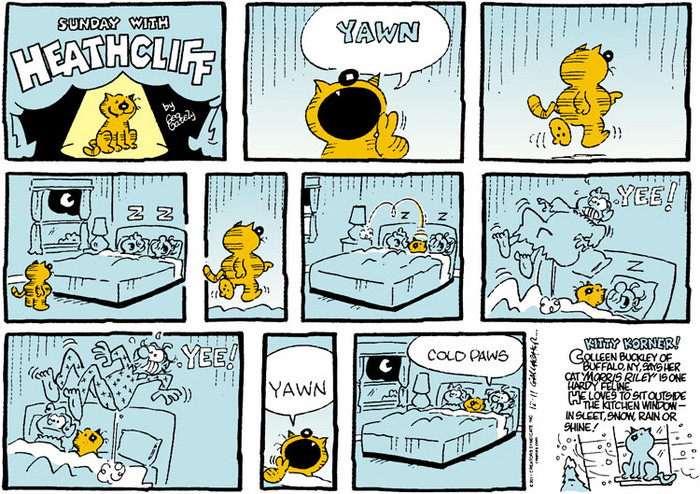 SUNDAY WITH
HEATHCLIFF
by
YAWN
Z Z
Z Z
YEE!
Z
YEE!
YAWN
COLD PAWS
12-11
KITTY KORNER!
COLLEEN BUCKLEY OF
BUFFALO, NY, SAYS HER
CAT "MORRIS RILEY" IS ONE
HARDY FELINE.
HE LOVES TO SIT OUTSIDE
THE KITCHEN WINDOW—
IN SLEET, SNOW, RAIN OR
SHINE!